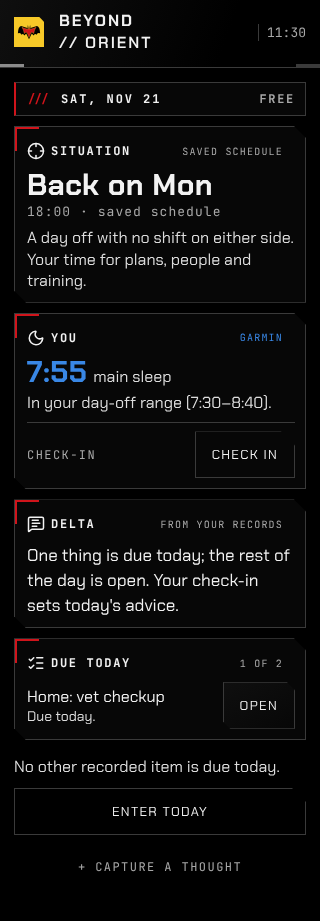 BEYOND
// ORIENT
11:30
/// SAT, NOV 21
FREE
SITUATION
SAVED SCHEDULE
Back on Mon
18:00 · saved schedule
A day off with no shift on either side.
Your time for plans, people and
training.
YOU
GARMIN
7:55 main sleep
In your day-off range (7:30–8:40).
CHECK-IN
CHECK IN
DELTA
FROM YOUR RECORDS
One thing is due today; the rest of
the day is open. Your check-in
sets today's advice.
DUE TODAY
1 OF 2
Home: vet checkup
Due today.
OPEN
No other recorded item is due today.
ENTER TODAY
+ CAPTURE A THOUGHT